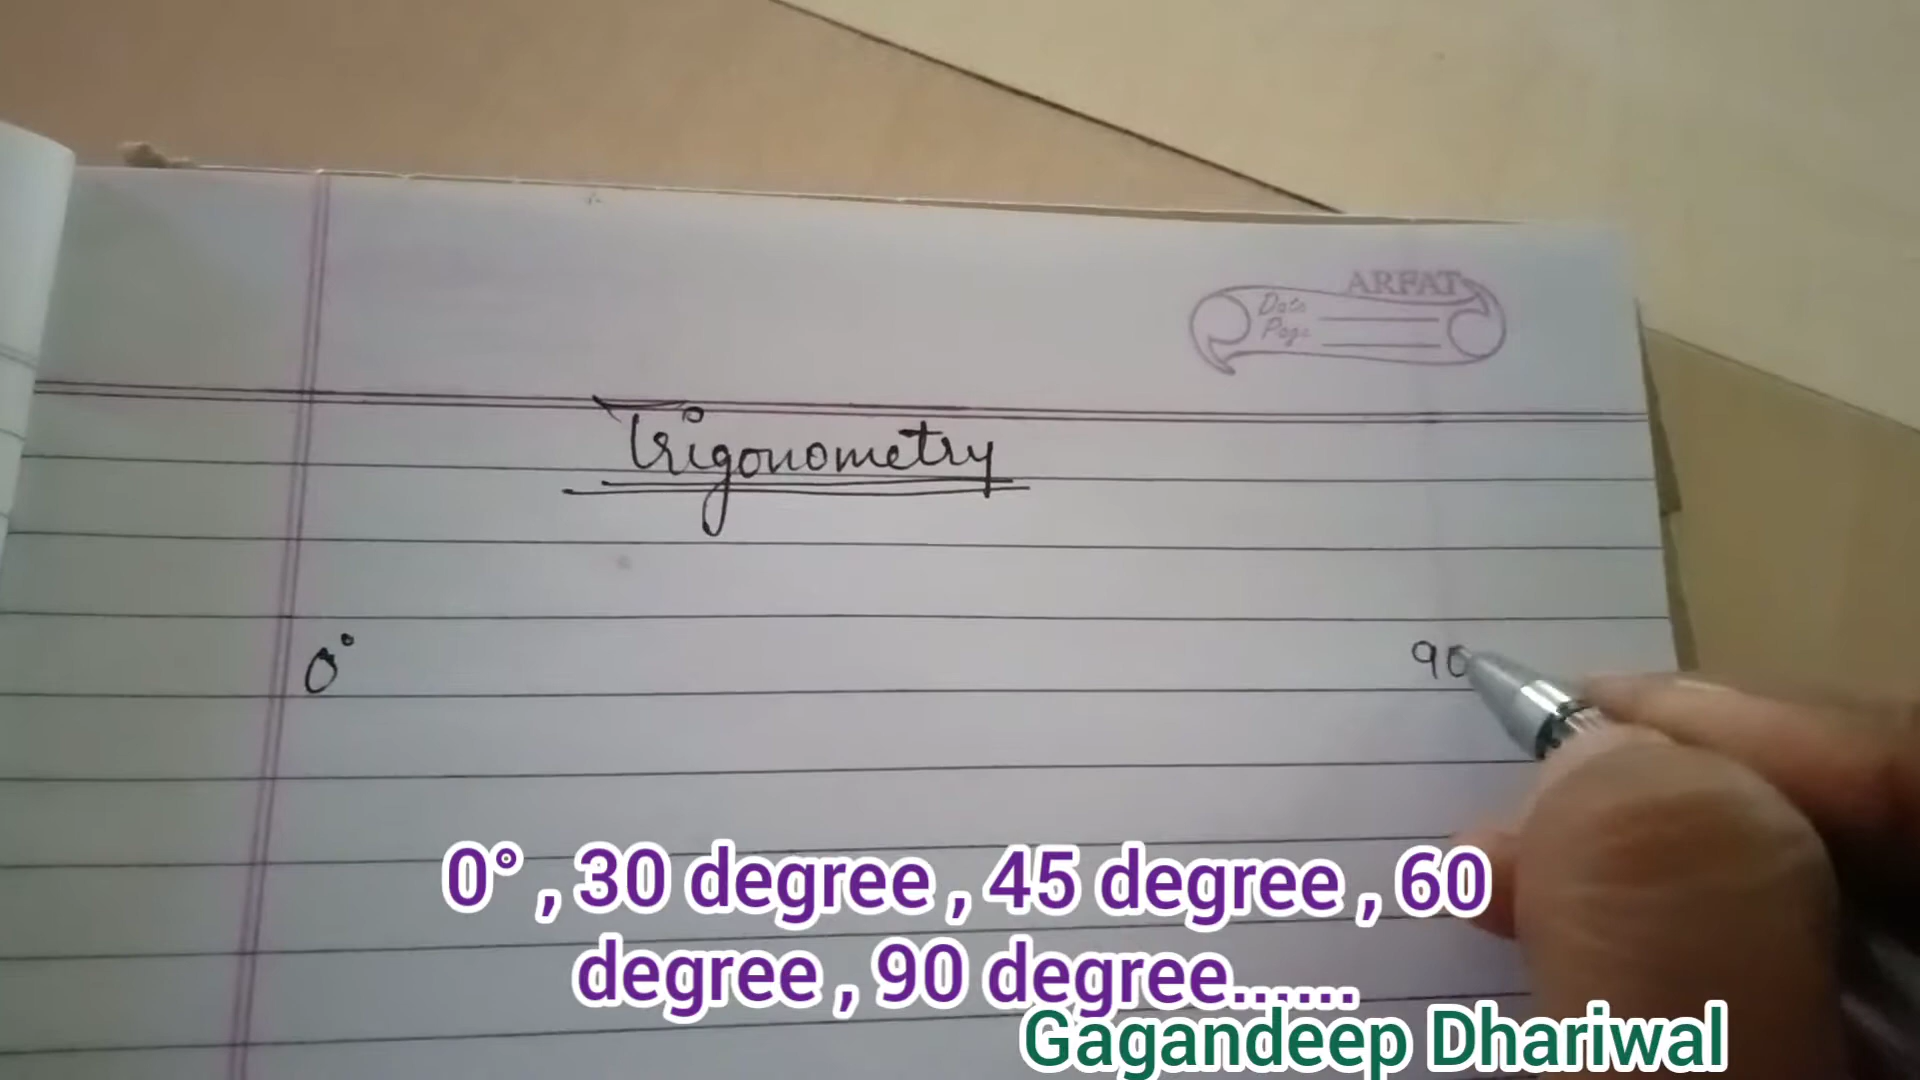 ARFAT
Date
Page
Trigonometry
0° 90
0° , 30 degree , 45 degree , 60
degree , 90 degree......
Gagandeep Dhariwal